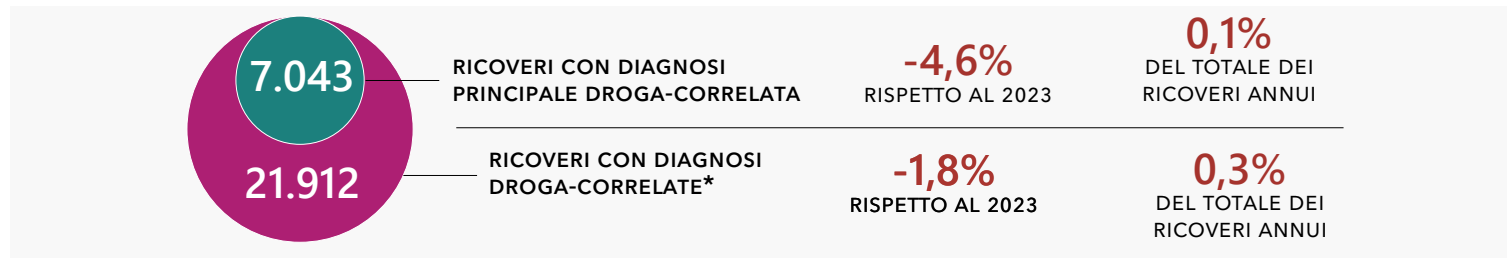 7.043
RICOVERI CON DIAGNOSI
PRINCIPALE DROGA-CORRELATA
-4,6%
RISPETTO AL 2023
0,1%
DEL TOTALE DEI
RICOVERI ANNUI
21.912
RICOVERI CON DIAGNOSI
DROGA-CORRELATE*
-1,8%
RISPETTO AL 2023
0,3%
DEL TOTALE DEI
RICOVERI ANNUI